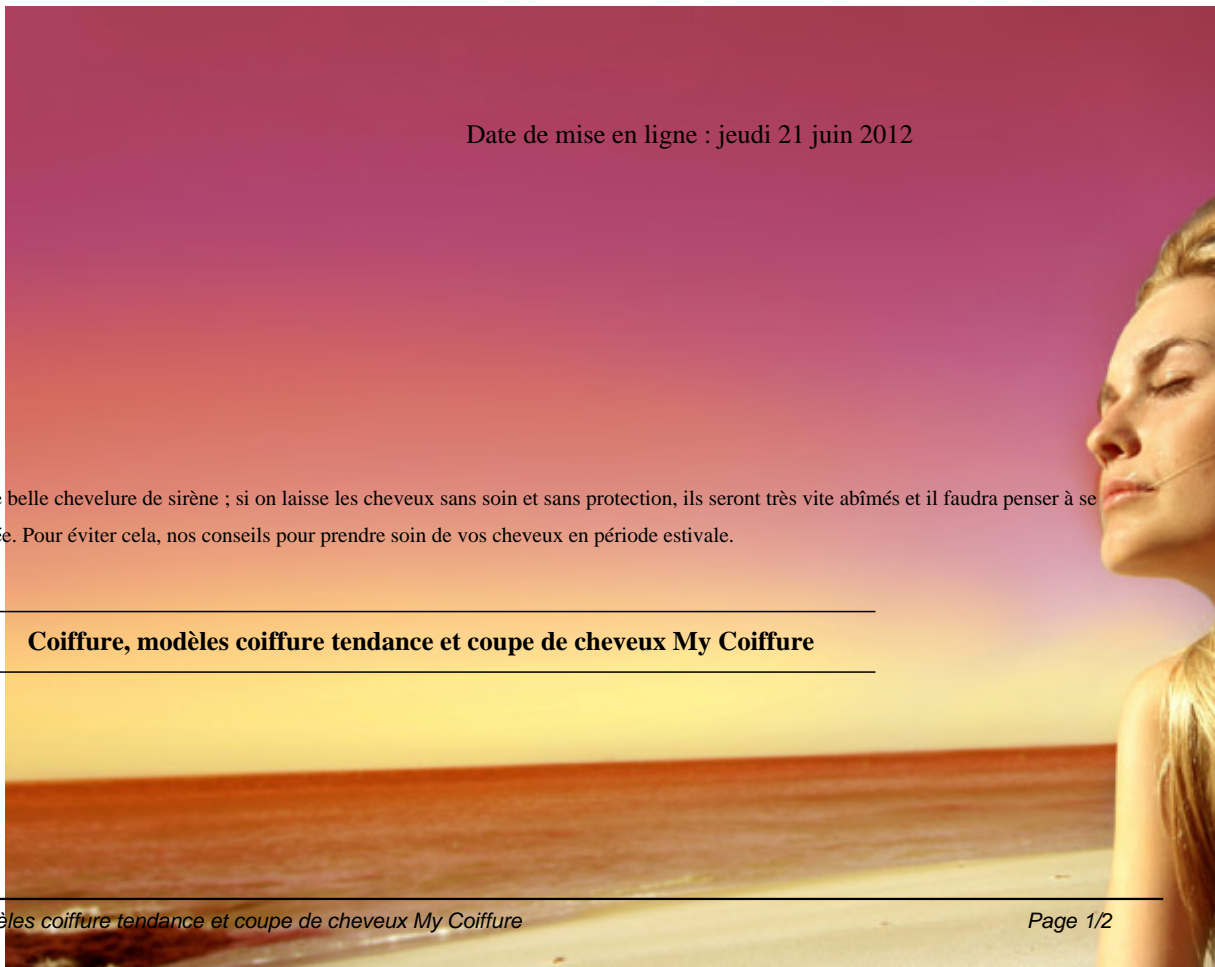 Date de mise en ligne : jeudi 21 juin 2012
belle chevelure de sirène ; si on laisse les cheveux sans soin et sans protection, ils seront très vite abîmés et il faudra penser à se
Pour éviter cela, nos conseils pour prendre soin de vos cheveux en période estivale.
Coiffure, modèles coiffure tendance et coupe de cheveux My Coiffure
coiffure tendance et coupe de cheveux My Coiffure
Page 1/2